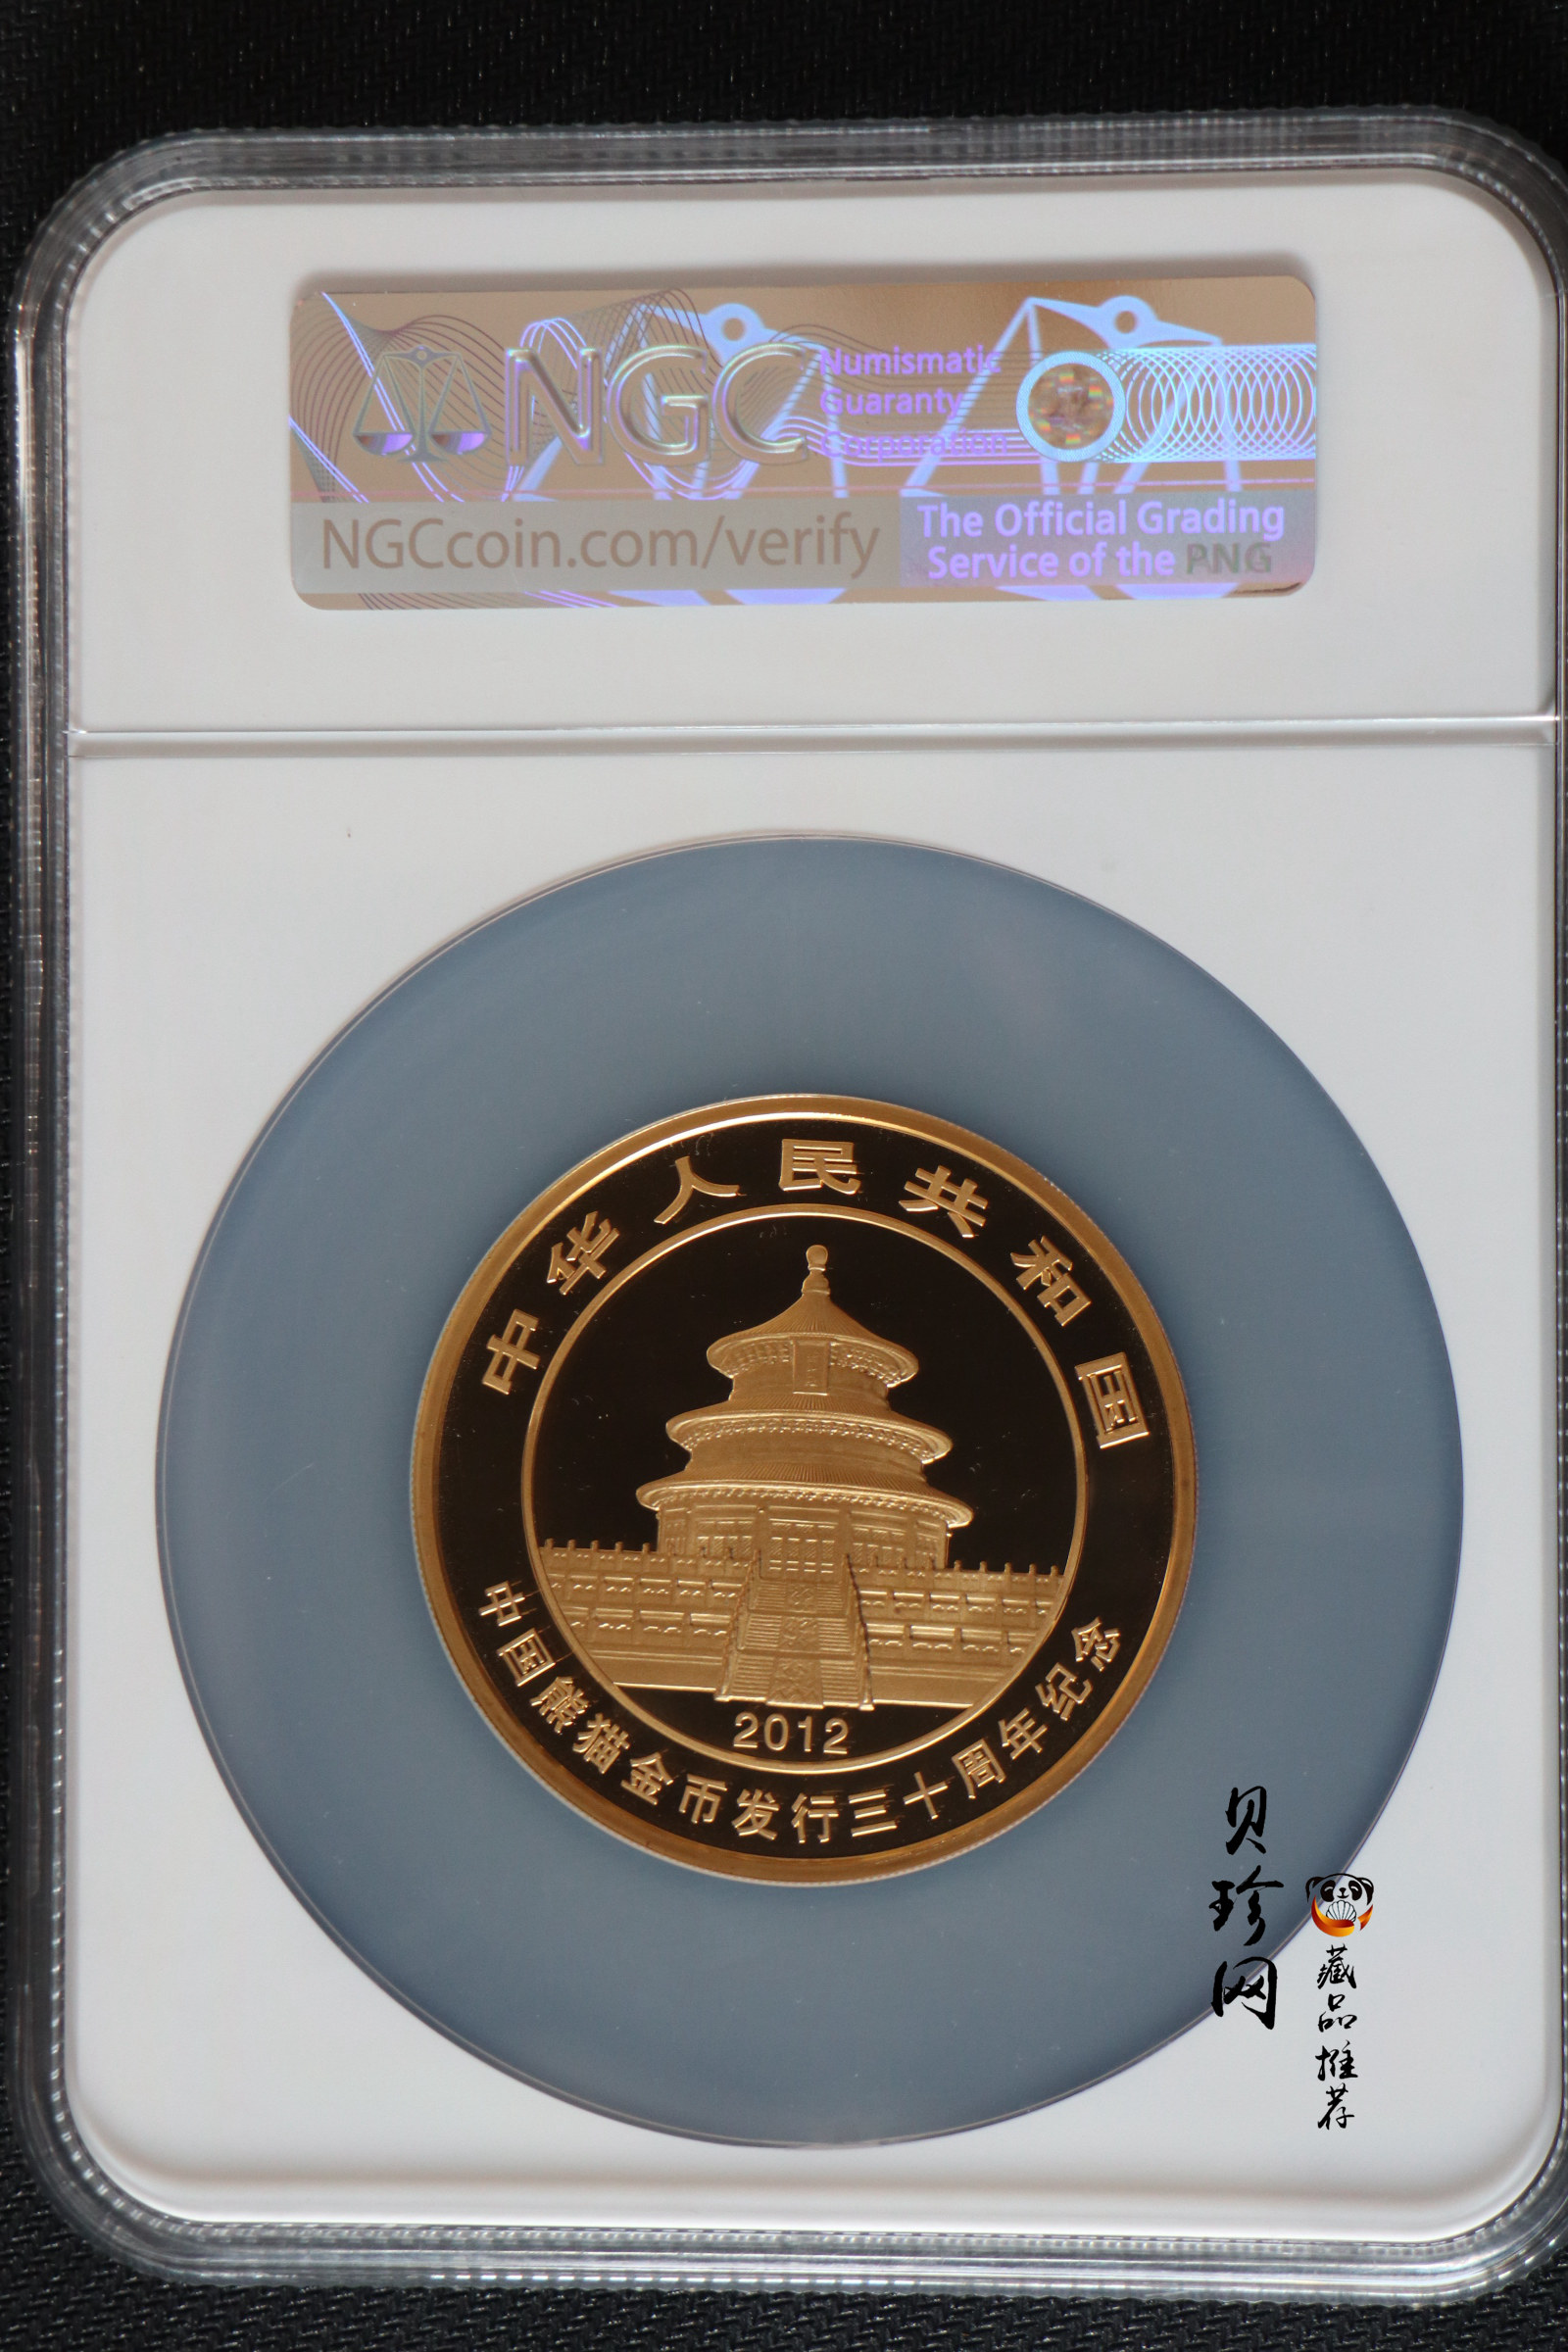 NGC
Numismatic
Guaranty
Corporation
NGCcoin.com/verify
The Official Grading
Service of the PNG
中华人民共和国
2012
中国熊猫金币发行三十周年纪念
贝珍网
藏品推荐